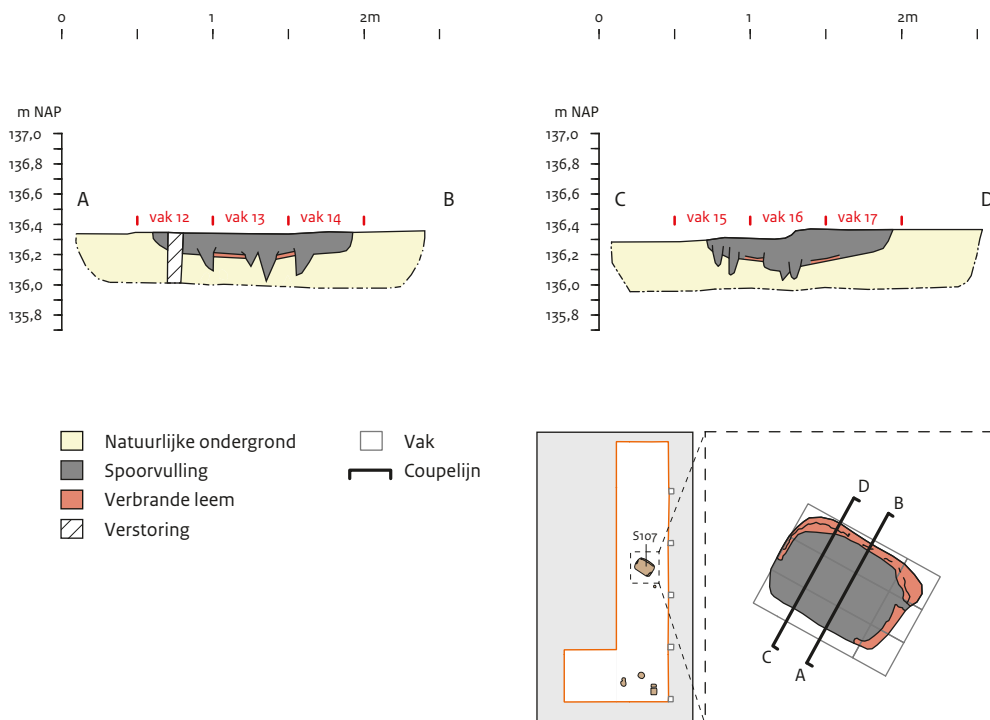 0 1 2m
0 1 2m
m NAP
137,0
136,8
136,6
136,4
136,2
136,0
135,8
A
B
vak 12 vak 13 vak 14
m NAP
137,0
136,8
136,6
136,4
136,2
136,0
135,8
C
D
vak 15 vak 16 vak 17
Natuurlijke ondergrond
Spoorvulling
Verbrande leem
Verstoring
Vak
Coupelijn
S107
D
B
C
A